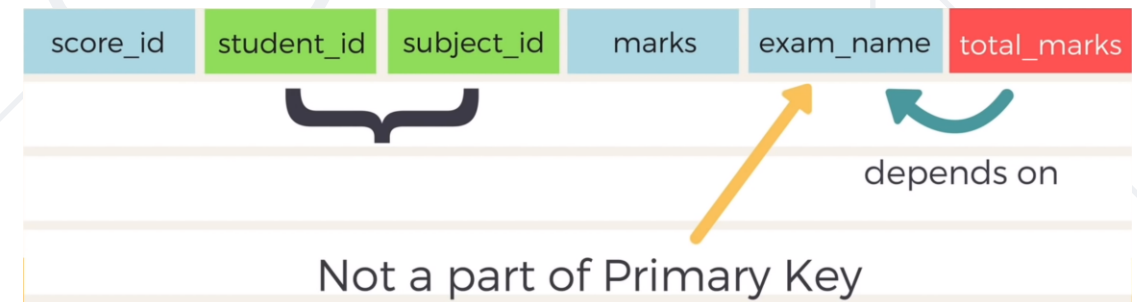 score_id student_id subject_id marks exam_name total_marks
depends on
Not a part of Primary Key